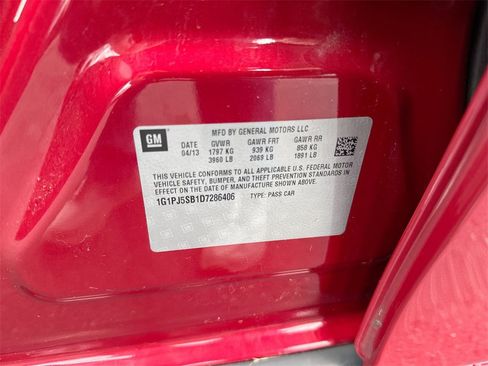 GM
MFD BY GENERAL MOTORS LLC
DATE GVWR GAWR FRT GAWR RR
04/13 1797 KG 939 KG 858 KG
3960 LB 2069 LB 1891 LB
THIS VEHICLE CONFORMS TO ALL APPLICABLE U.S. FEDERAL MOTOR
VEHICLE SAFETY, BUMPER, AND THEFT PREVENTION STANDARDS IN
EFFECT ON THE DATE OF MANUFACTURE SHOWN ABOVE.
1G1PJ5SB1D7286406 TYPE: PASS CAR